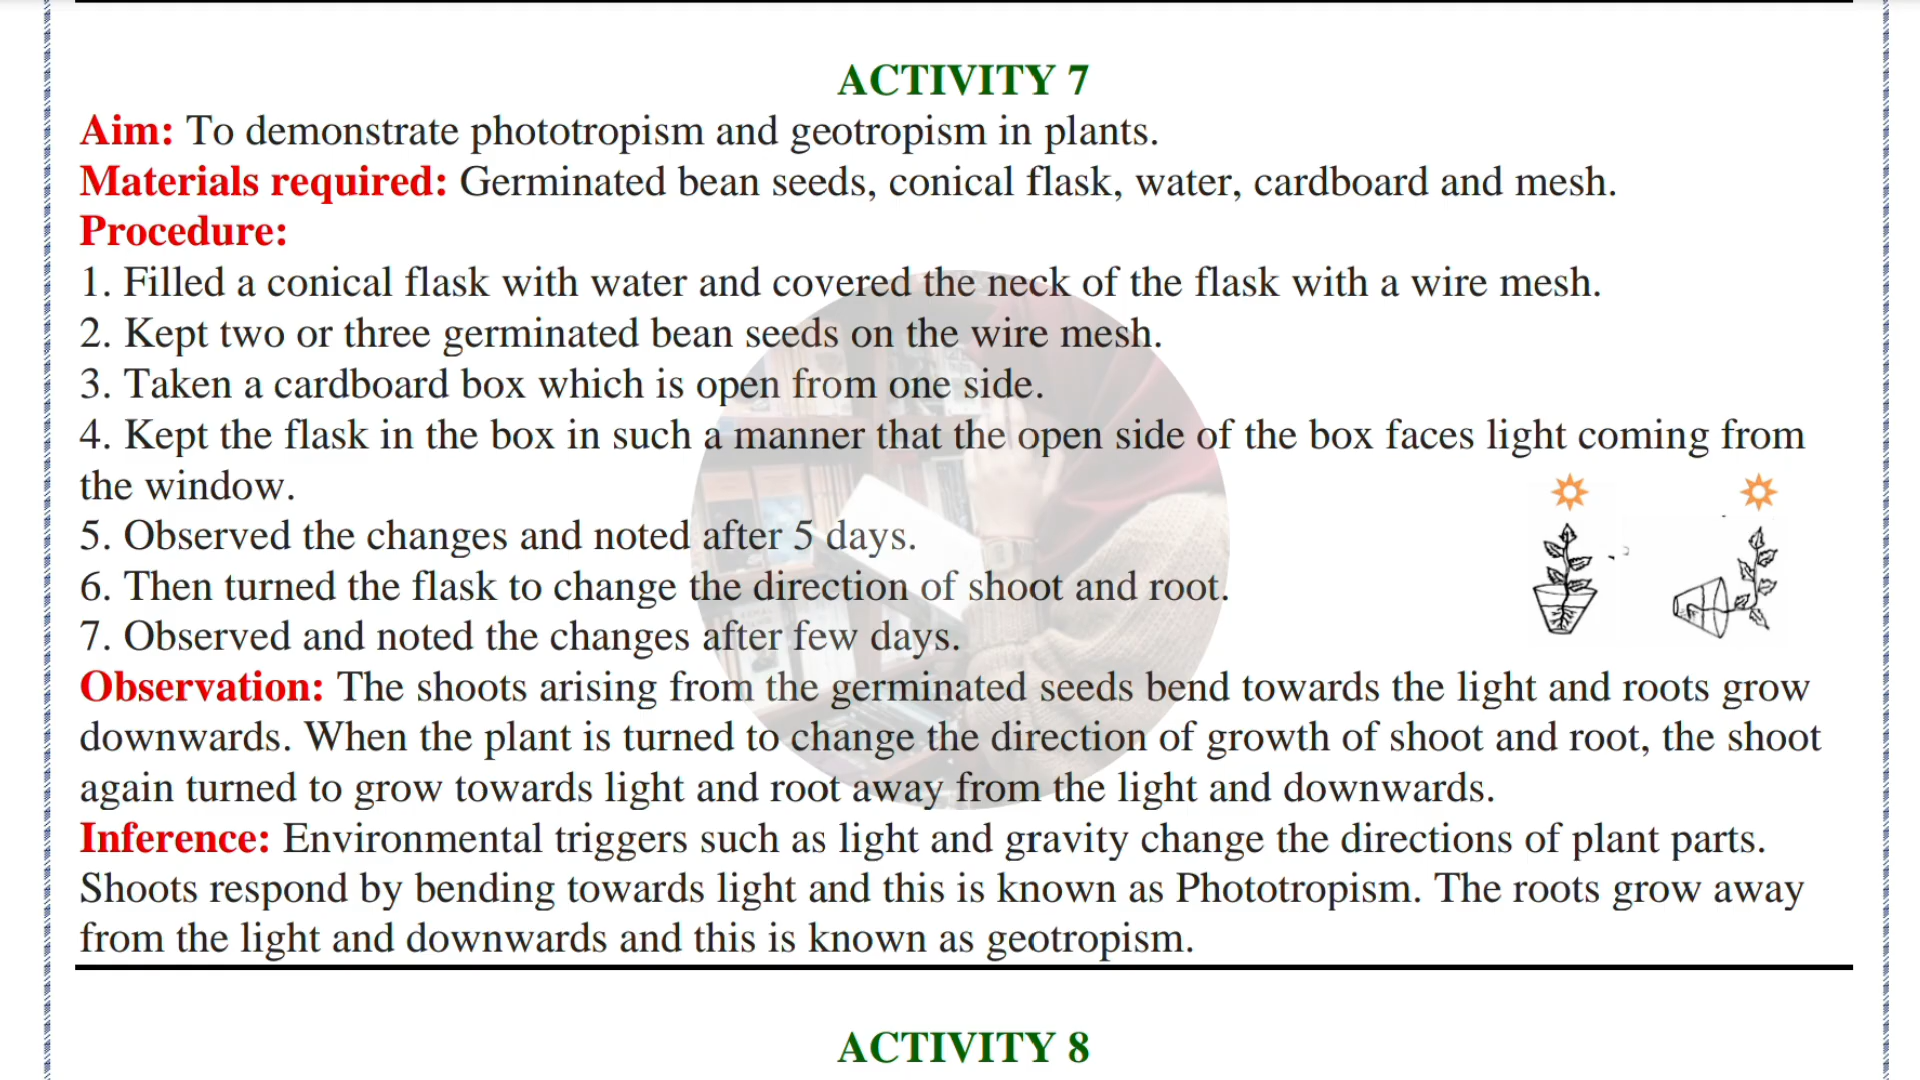 ACTIVITY 7
Aim: To demonstrate phototropism and geotropism in plants.
Materials required: Germinated bean seeds, conical flask, water, cardboard and mesh.
Procedure:
1. Filled a conical flask with water and covered the neck of the flask with a wire mesh.
2. Kept two or three germinated bean seeds on the wire mesh.
3. Taken a cardboard box which is open from one side.
4. Kept the flask in the box in such a manner that the open side of the box faces light coming from
the window.
5. Observed the changes and noted after 5 days.
6. Then turned the flask to change the direction of shoot and root.
7. Observed and noted the changes after few days.
Observation: The shoots arising from the germinated seeds bend towards the light and roots grow
downwards. When the plant is turned to change the direction of growth of shoot and root, the shoot
again turned to grow towards light and root away from the light and downwards.
Inference: Environmental triggers such as light and gravity change the directions of plant parts.
Shoots respond by bending towards light and this is known as Phototropism. The roots grow away
from the light and downwards and this is known as geotropism.
ACTIVITY 8